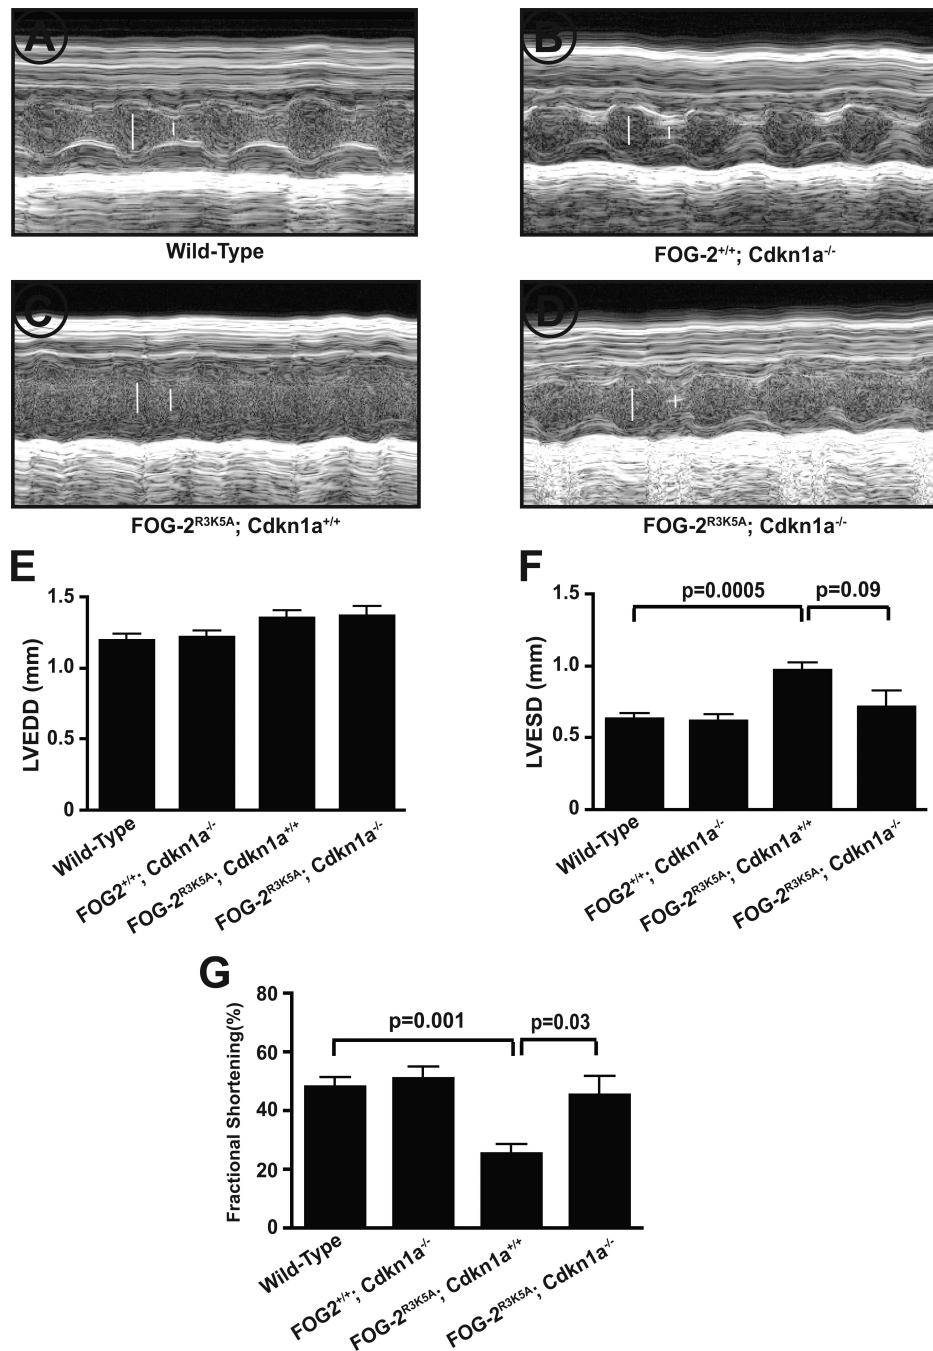 A
B
Wild-Type
FOG-2+/+; Cdkn1a-/-
C
D
FOG-2R3K5A; Cdkn1a+/+
FOG-2R3K5A; Cdkn1a-/-
E
1.5
1.0
0.5
0
LVEDD (mm)
Wild-Type
FOG2+/+; Cdkn1a-/-
FOG-2R3K5A; Cdkn1a+/+
FOG-2R3K5A; Cdkn1a-/-
F
p=0.0005
p=0.09
1.5
1.0
0.5
0
LVESD (mm)
Wild-Type
FOG2+/+; Cdkn1a-/-
FOG-2R3K5A; Cdkn1a+/+
FOG-2R3K5A; Cdkn1a-/-
G
p=0.001
p=0.03
80
60
40
20
0
Fractional Shortening(%)
Wild-Type
FOG2+/+; Cdkn1a-/-
FOG-2R3K5A; Cdkn1a+/+
FOG-2R3K5A; Cdkn1a-/-